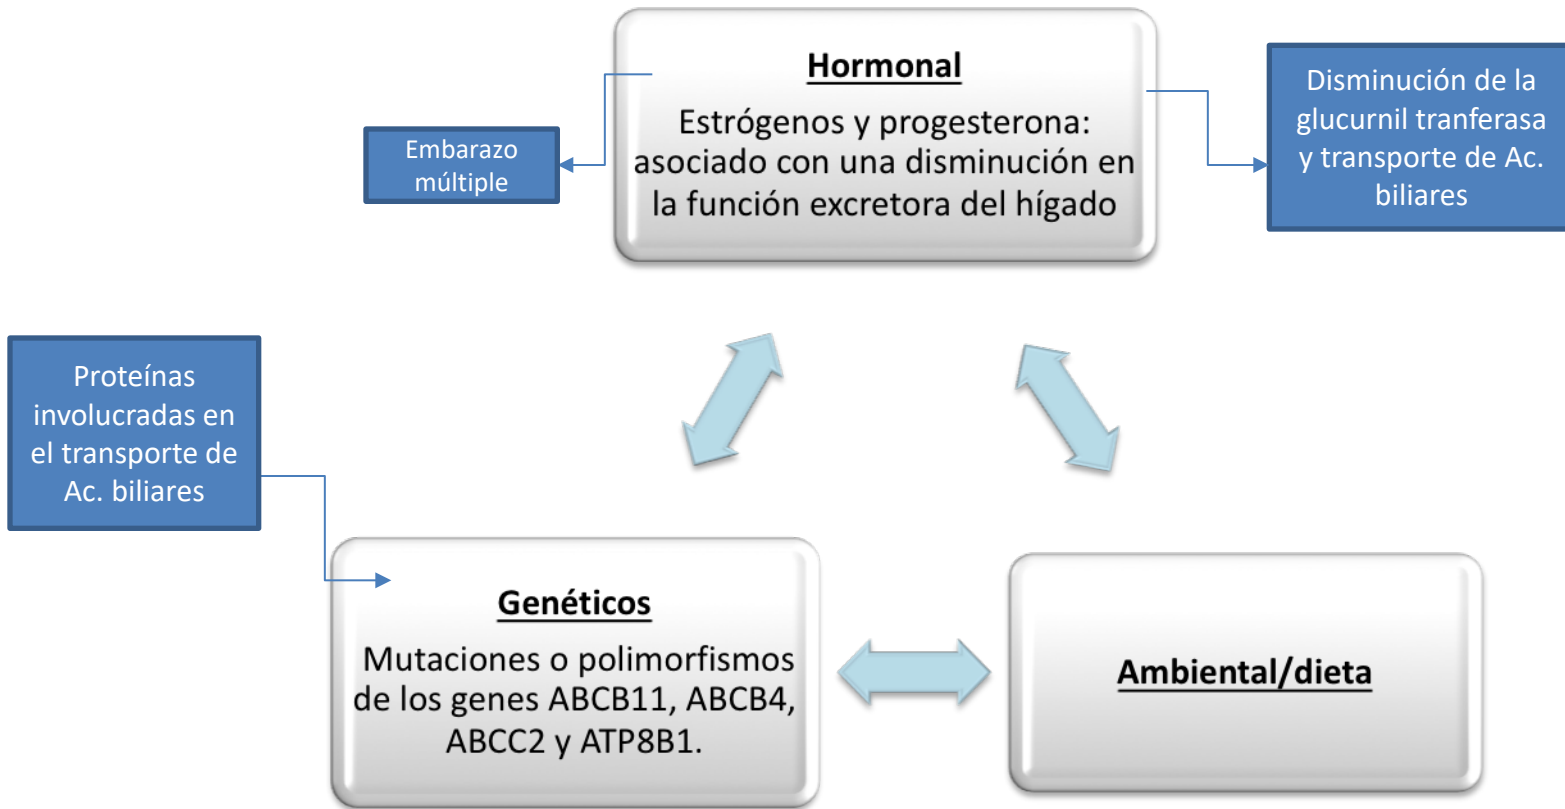 Hormonal
Estrógenos y progesterona:
asociado con una disminución en
la función excretora del hígado
Disminución de la
glucurnil tranferasa
y transporte de Ac.
biliares
Embarazo
múltiple
Proteínas
involucradas en
el transporte de
Ac. biliares
Genéticos
Mutaciones o polimorfismos
de los genes ABCB11, ABCB4,
ABCC2 y ATP8B1.
Ambiental/dieta